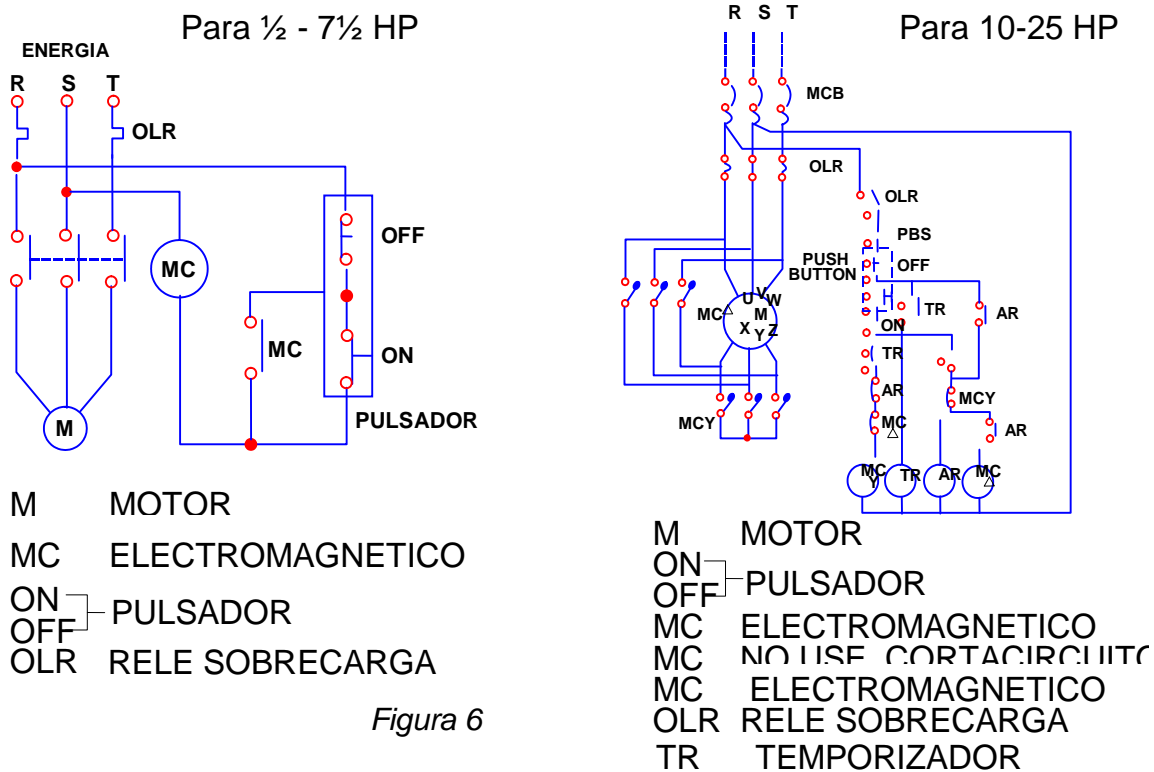 Para ½ - 7½ HP
ENERGIA
R S T
OLR
OFF
MC
MC
ON
PULSADOR
M
M MOTOR
MC ELECTROMAGNETICO
ON
OFF
PULSADOR
OLR RELE SOBRECARGA
Figura 6
Para 10-25 HP
R S T
MCB
OLR
OLR
PBS
PUSH
BUTTON
OFF
TR
AR
ON
TR
AR
MCY
MC
AR
U V W
MC
M
X Y Z
MCY
MC
Y
TR
AR
MC
M MOTOR
ON
OFF
PULSADOR
MC ELECTROMAGNETICO
MC NO USE CORTACIRCUITO
MC ELECTROMAGNETICO
OLR RELE SOBRECARGA
TR TEMPORIZADOR